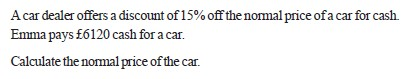 A car dealer offers a discount of 15% off the normal price of a car for cash.
Emma pays £6120 cash for a car.
Calculate the normal price of the car.